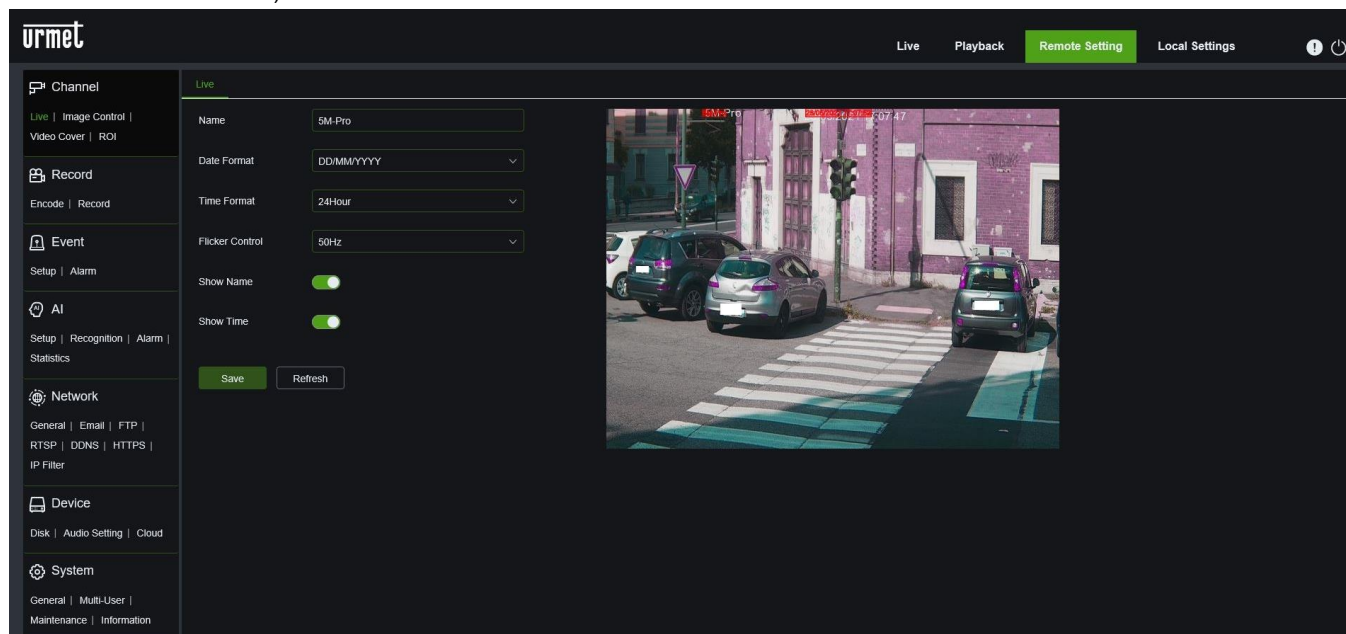 urmet
Live Playback Remote Setting Local Settings
Channel
Live | Image Control |
Video Cover | ROI
Record
Encode | Record
Event
Setup | Alarm
AI
Setup | Recognition | Alarm |
Statistics
Network
General | Email | FTP |
RTSP | DDNS | HTTPS |
IP Filter
Device
Disk | Audio Setting | Cloud
System
General | Multi-User |
Maintenance | Information
Live
Name 5M-Pro
Date Format DD/MM/YYYY
Time Format 24Hour
Flicker Control 50Hz
Show Name
Show Time
Save Refresh
5M-Pro